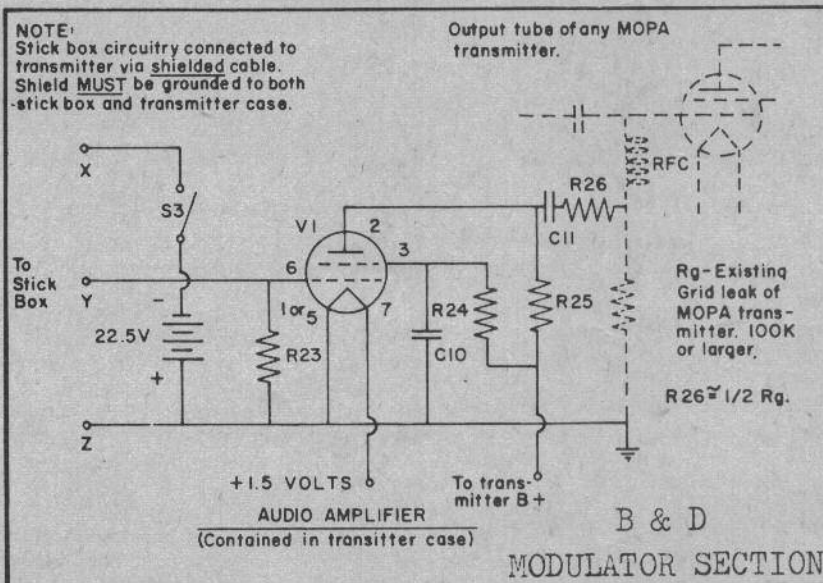 NOTE:
Stick box circuitry connected to
transmitter via shielded cable.
Shield MUST be grounded to both
stick box and transmitter case.
Output tube of any MOPA
transmitter.
X
S3
To
Stick
Box
Y
-
22.5V
+
Z
V1
2
3
6
1 or 5
7
R23
R24
C10
R25
C11
R26
RFC
Rg-Existing
Grid leak of
MOPA trans-
mitter. 100K
or larger.
R26≅1/2 Rg.
+1.5 VOLTS
To trans-
mitter B+
AUDIO AMPLIFIER
(Contained in transitter case)
B & D
MODULATOR SECTION